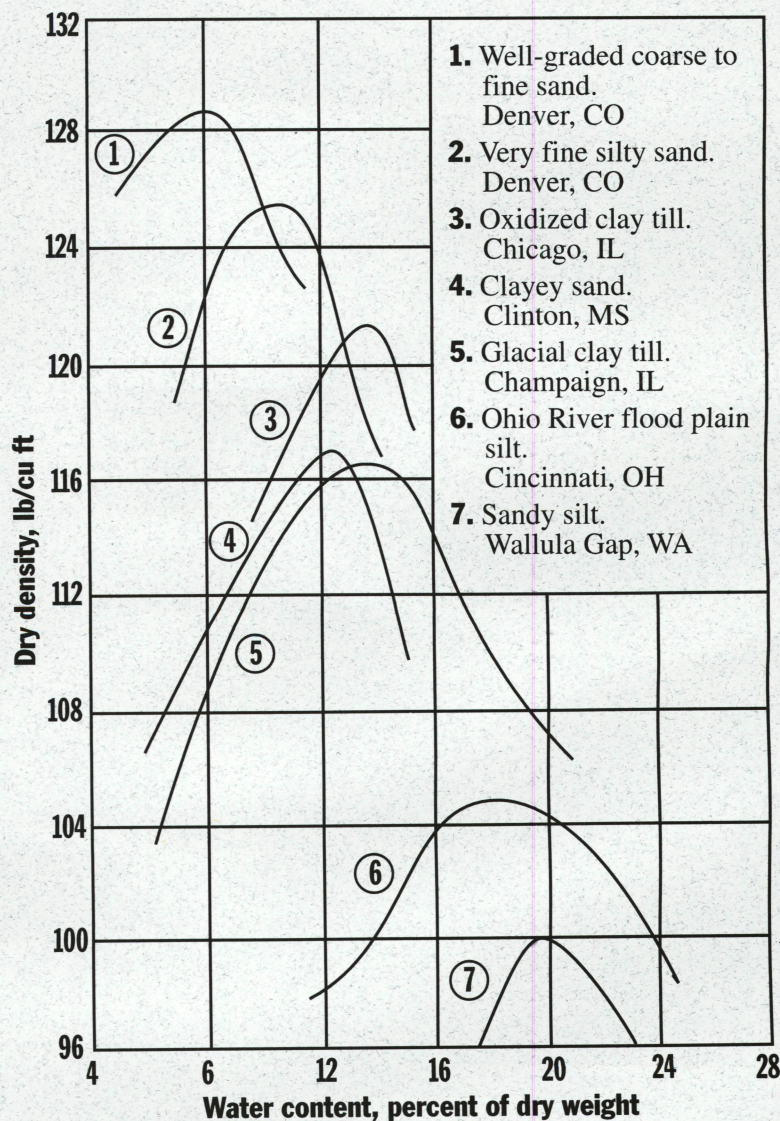 132
128
124
120
116
112
108
104
100
96
Dry density, lb/cu ft
1
2
3
4
5
6
7
1. Well-graded coarse to
fine sand.
Denver, CO
2. Very fine silty sand.
Denver, CO
3. Oxidized clay till.
Chicago, IL
4. Clayey sand.
Clinton, MS
5. Glacial clay till.
Champaign, IL
6. Ohio River flood plain
silt.
Cincinnati, OH
7. Sandy silt.
Wallula Gap, WA
4 6 12 16 20 24 28
Water content, percent of dry weight